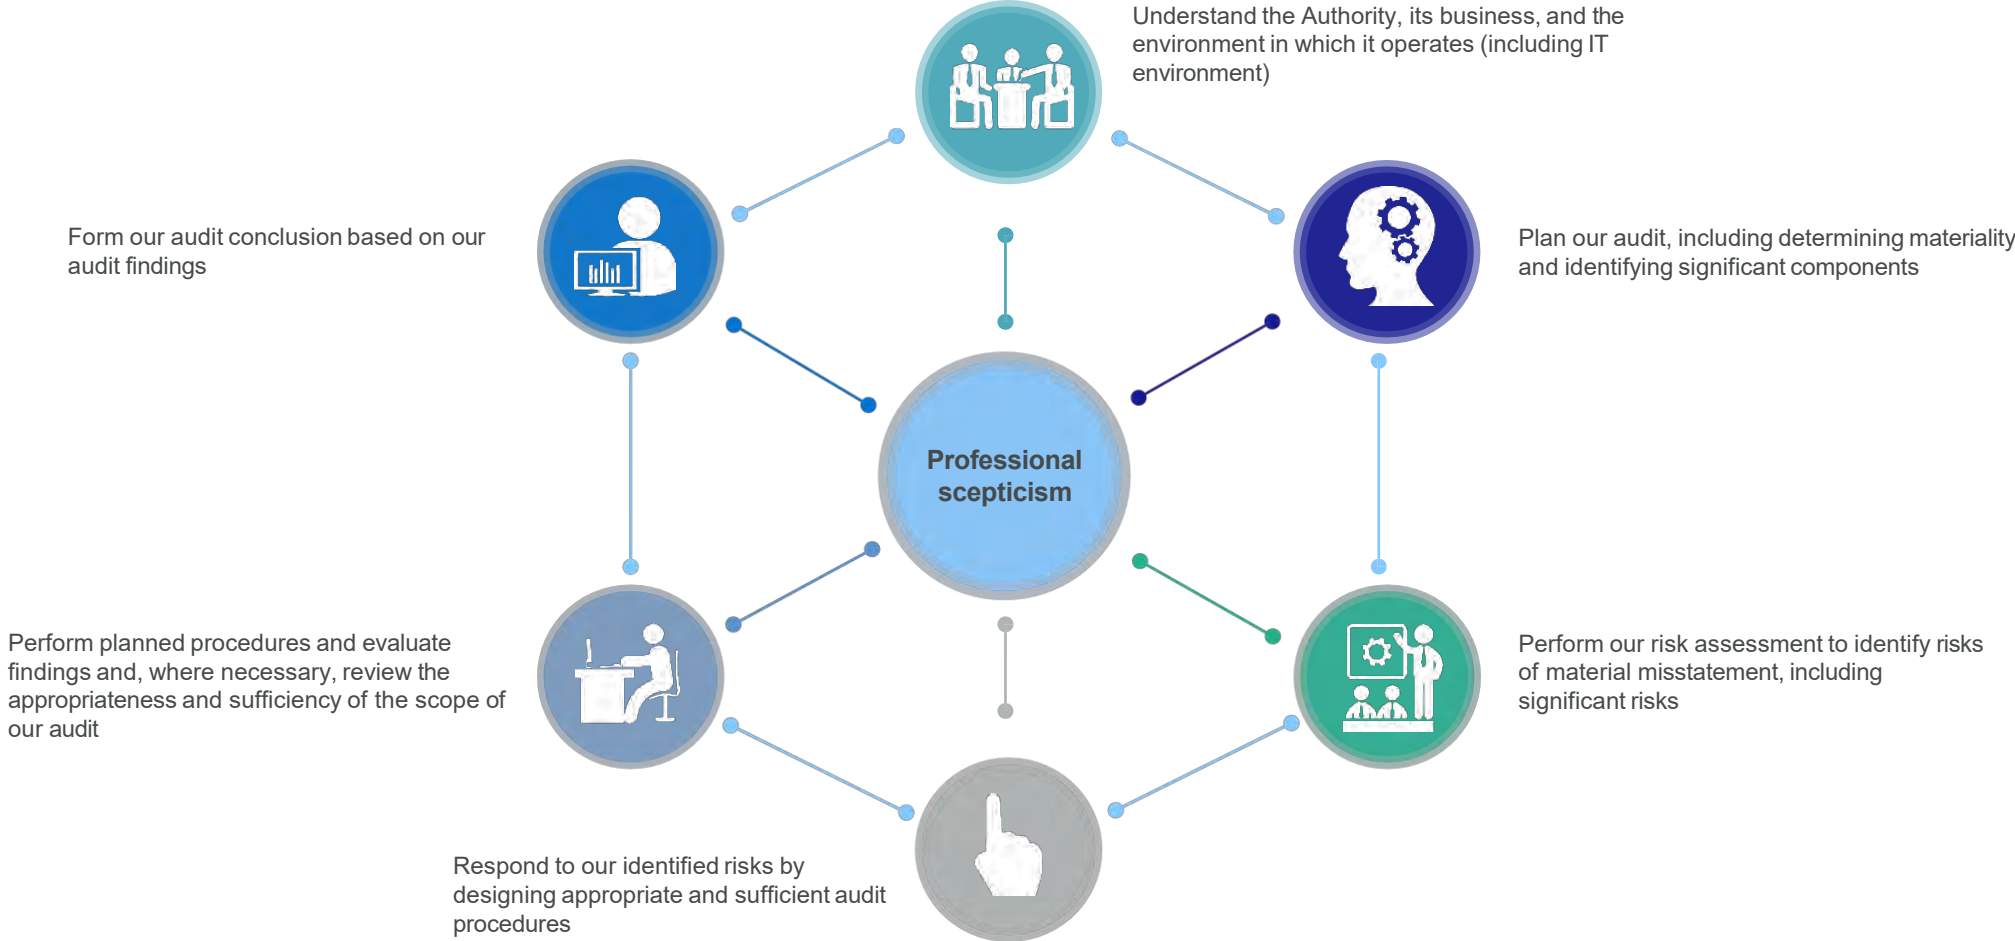 Understand the Authority, its business, and the
environment in which it operates (including IT
environment)
Plan our audit, including determining materiality
and identifying significant components
Perform our risk assessment to identify risks
of material misstatement, including
significant risks
Respond to our identified risks by
designing appropriate and sufficient audit
procedures
Perform planned procedures and evaluate
findings and, where necessary, review the
appropriateness and sufficiency of the scope of
our audit
Form our audit conclusion based on our
audit findings
Professional
scepticism